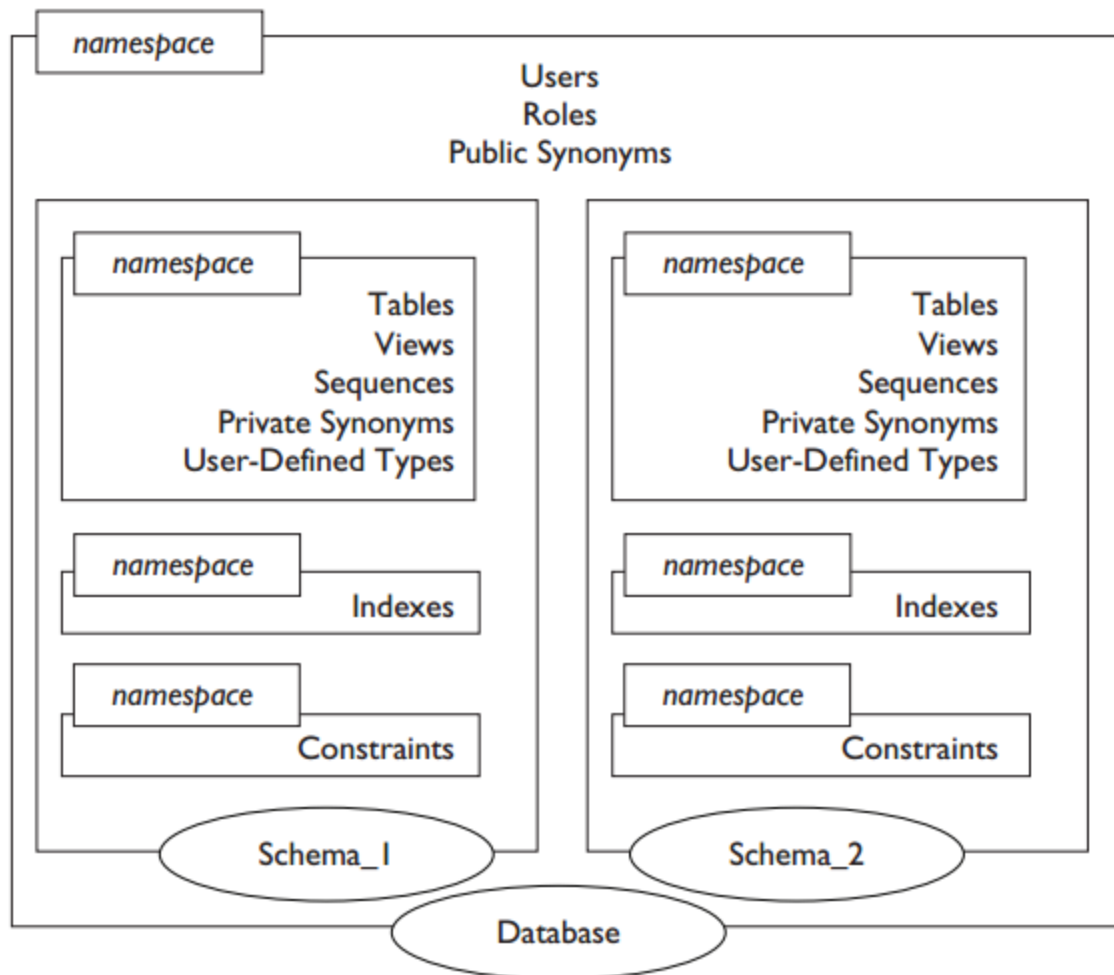 namespace
Users
Roles
Public Synonyms
namespace
Tables
Views
Sequences
Private Synonyms
User-Defined Types
namespace
Indexes
namespace
Constraints
Schema_1
namespace
Tables
Views
Sequences
Private Synonyms
User-Defined Types
namespace
Indexes
namespace
Constraints
Schema_2
Database